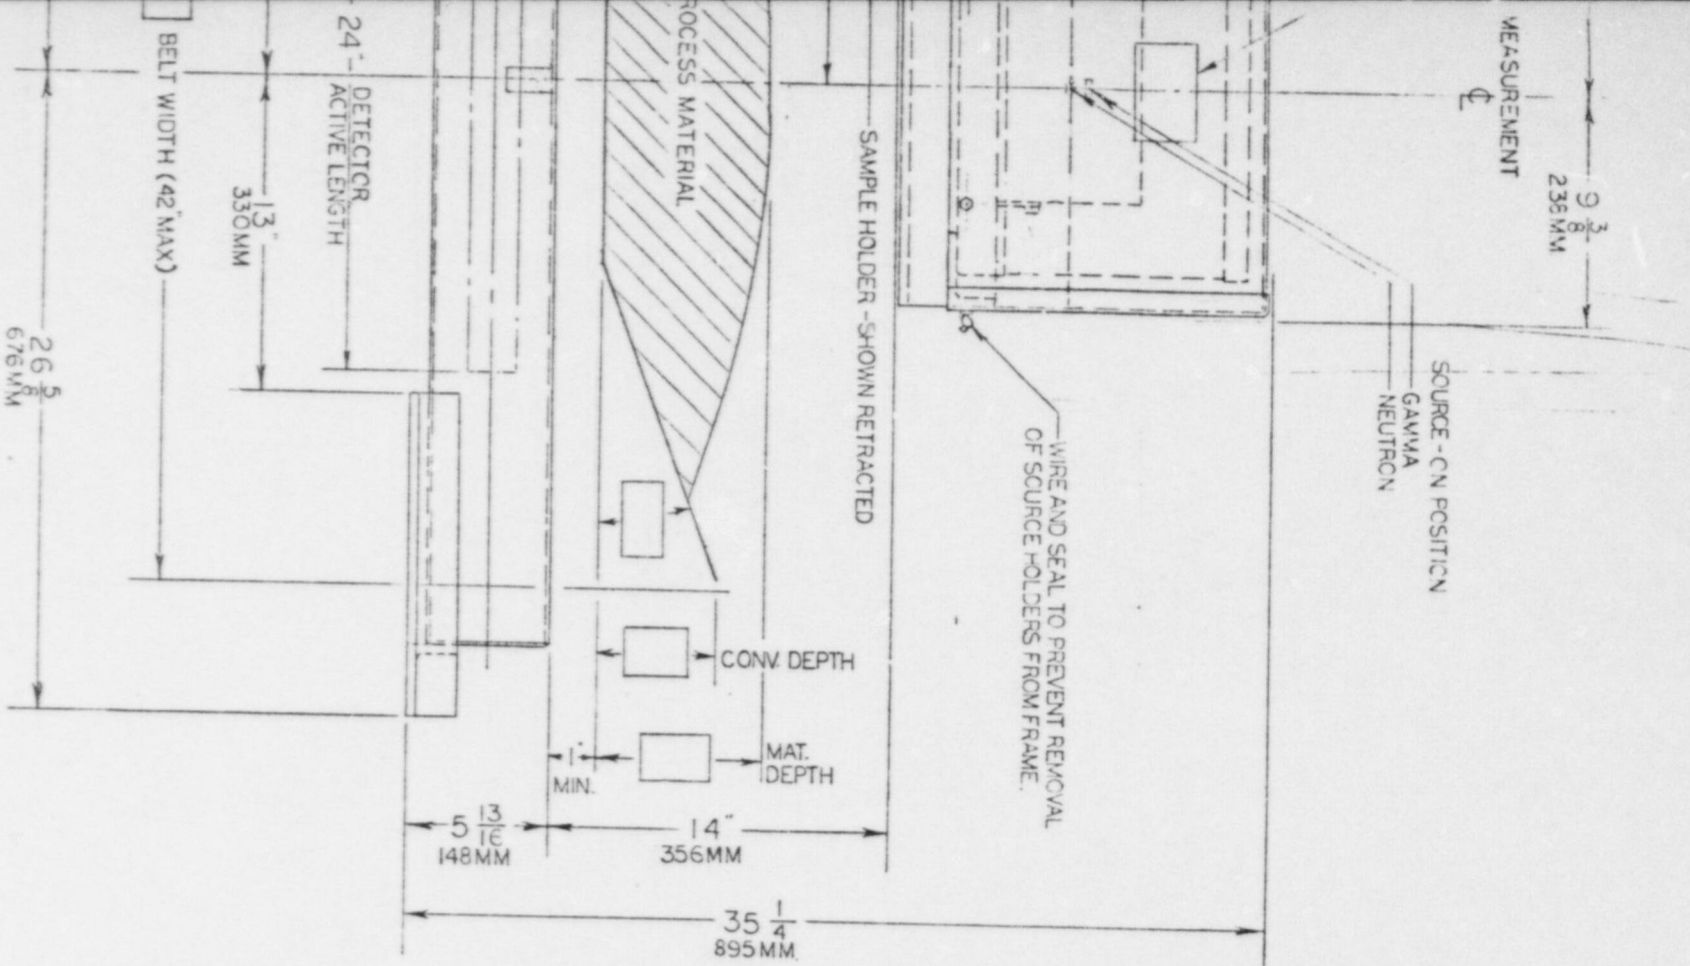 MEASUREMENT
℄
9 3/8
238MM
SOURCE-ON POSITION
GAMMA
NEUTRON
WIRE AND SEAL TO PREVENT REMOVAL
OF SOURCE HOLDERS FROM FRAME.
SAMPLE HOLDER-SHOWN RETRACTED
ROCESS MATERIAL
24"
DETECTOR
ACTIVE LENGTH
13"
330MM
BELT WIDTH (42"MAX)
26 5/8
676MM
CONV. DEPTH
MAT.
DEPTH
1"
MIN.
5 13/16
148MM
14"
356MM
35 1/4
895MM